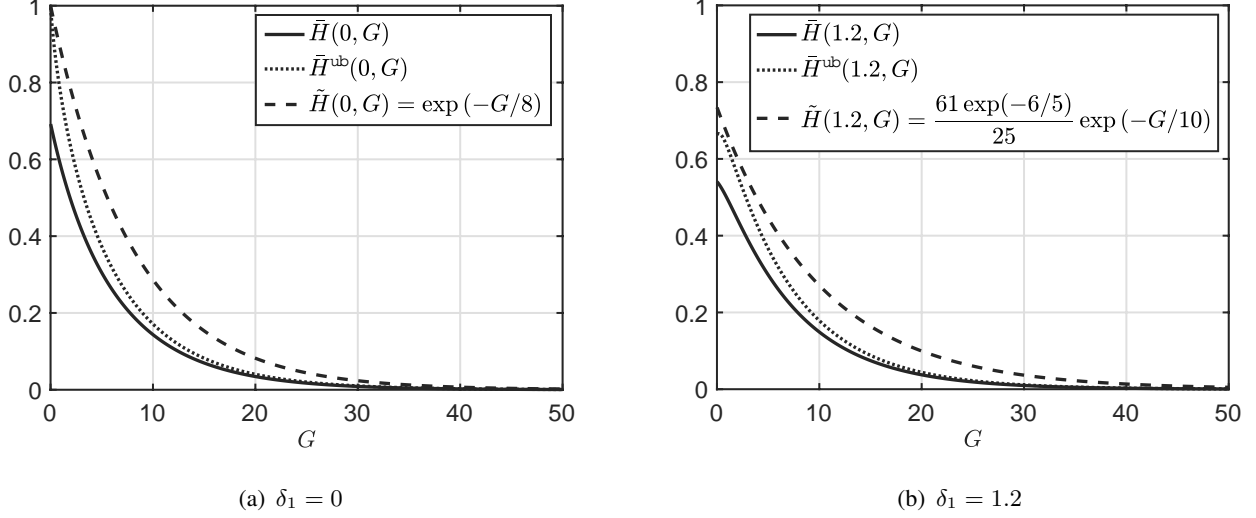 1
0.8
0.6
0.4
0.2
0
0 10 20 30 40 50
G
H̄(0, G)
H̄ᵘᵇ(0, G)
H̃(0, G) = exp (−G/8)
(a) δ₁ = 0
1
0.8
0.6
0.4
0.2
0
0 10 20 30 40 50
G
H̄(1.2, G)
H̄ᵘᵇ(1.2, G)
H̃(1.2, G) = 61 exp(−6/5) / 25 exp (−G/10)
(b) δ₁ = 1.2